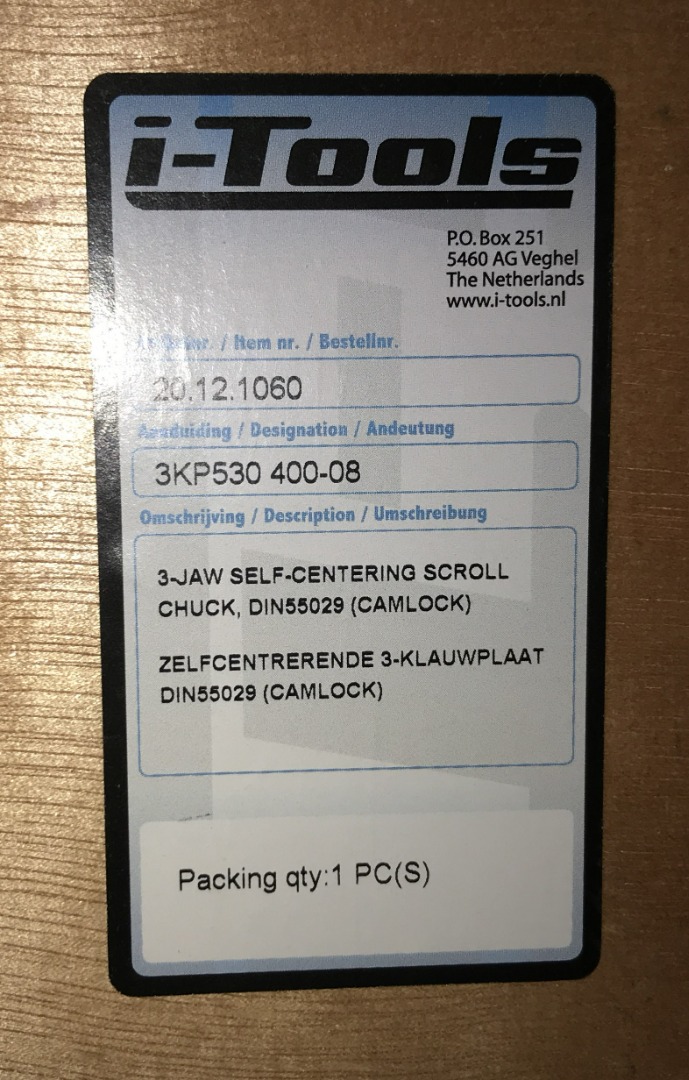 i-Tools
P.O. Box 251
5460 AG Veghel
The Netherlands
www.i-tools.nl
/ Item nr. / Bestellnr.
20.12.1060
Aanduiding / Designation / Andeutung
3KP530 400-08
Omschrijving / Description / Umschreibung
3-JAW SELF-CENTERING SCROLL
CHUCK, DIN55029 (CAMLOCK)
ZELFCENTRERENDE 3-KLAUWPLAAT
DIN55029 (CAMLOCK)
Packing qty:1 PC(S)